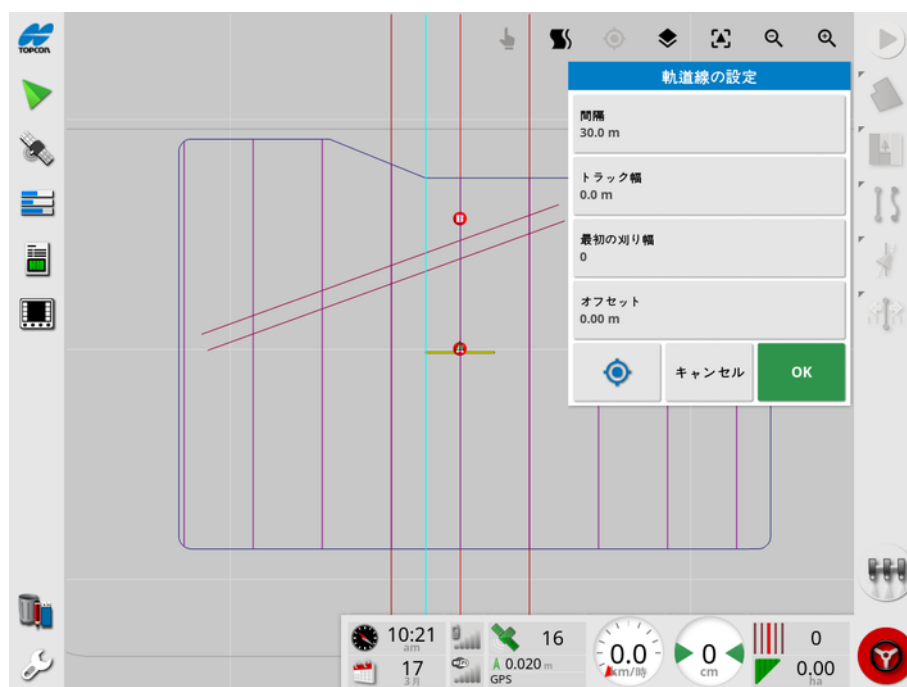 TOPCON
軌道線の設定
間隔
30.0 m
トラック幅
0.0 m
最初の刈り幅
0
オフセット
0.00 m
キャンセル
OK
10:21
am
16
0.0
km/時
0
cm
0
17
3月
0.020 m
GPS
0.00
ha